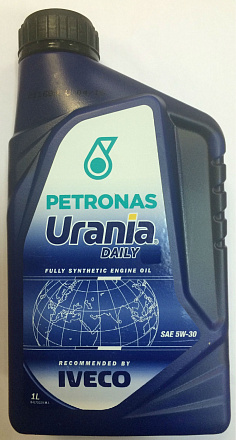 PETRONAS
Urania
DAILY
FULLY SYNTHETIC ENGINE OIL
SAE 5W-30
RECOMMENDED BY
IVECO
1L